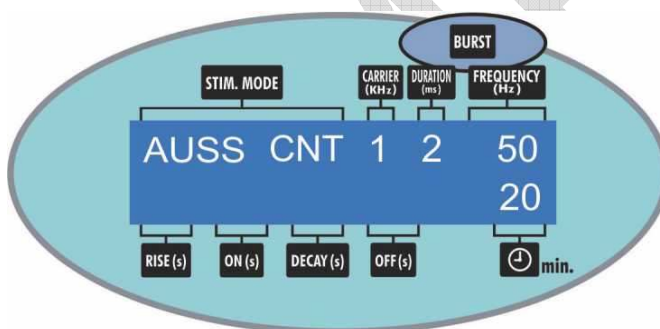 BURST
STIM. MODE CARRIER (KHz) DURATION (ms) FREQUENCY (Hz)
AUSS CNT 1 2 50
20
RISE (s) ON (s) DECAY (s) OFF (s) min.